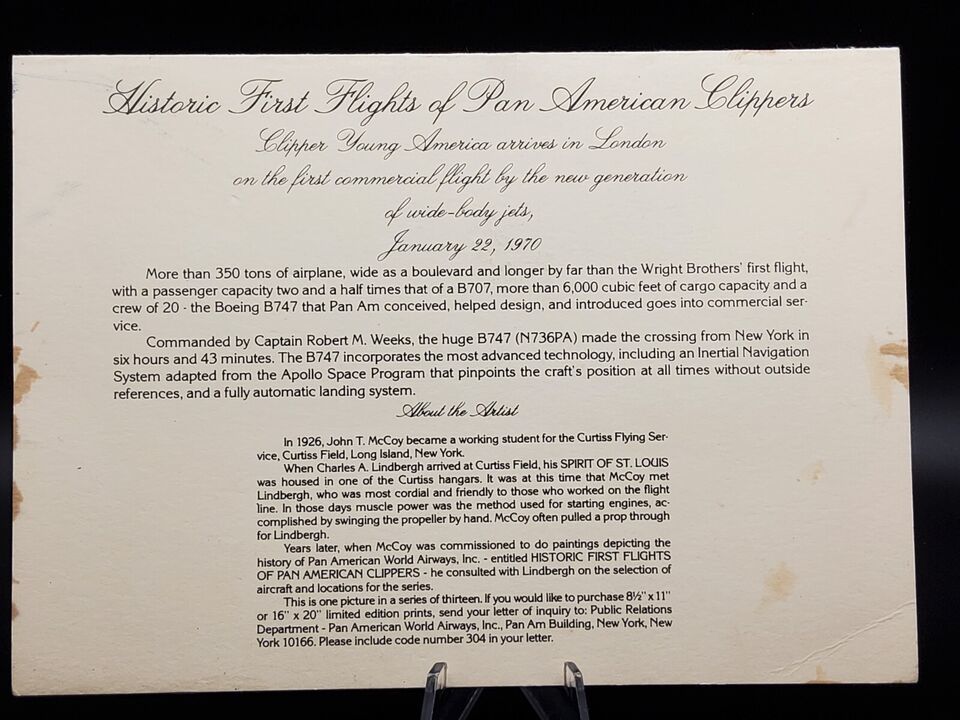 Historic First Flights of Pan American Clippers
Clipper Young America arrives in London
on the first commercial flight by the new generation
of wide-body jets,
January 22, 1970
More than 350 tons of airplane, wide as a boulevard and longer by far than the Wright Brothers' first flight,
with a passenger capacity two and a half times that of a B707, more than 6,000 cubic feet of cargo capacity and a
crew of 20 - the Boeing B747 that Pan Am conceived, helped design, and introduced goes into commercial ser-
vice.
Commanded by Captain Robert M. Weeks, the huge B747 (N736PA) made the crossing from New York in
six hours and 43 minutes. The B747 incorporates the most advanced technology, including an Inertial Navigation
System adapted from the Apollo Space Program that pinpoints the craft's position at all times without outside
references, and a fully automatic landing system.
About the Artist
In 1926, John T. McCoy became a working student for the Curtiss Flying Ser-
vice, Curtiss Field, Long Island, New York.
When Charles A. Lindbergh arrived at Curtiss Field, his SPIRIT OF ST. LOUIS
was housed in one of the Curtiss hangars. It was at this time that McCoy met
Lindbergh, who was most cordial and friendly to those who worked on the flight
line. In those days muscle power was the method used for starting engines, ac-
complished by swinging the propeller by hand. McCoy often pulled a prop through
for Lindbergh.
Years later, when McCoy was commissioned to do paintings depicting the
history of Pan American World Airways, Inc. - entitled HISTORIC FIRST FLIGHTS
OF PAN AMERICAN CLIPPERS - he consulted with Lindbergh on the selection of
aircraft and locations for the series.
This is one picture in a series of thirteen. If you would like to purchase 8½" x 11"
or 16" x 20" limited edition prints, send your letter of inquiry to: Public Relations
Department - Pan American World Airways, Inc., Pan Am Building, New York, New
York 10166. Please include code number 304 in your letter.